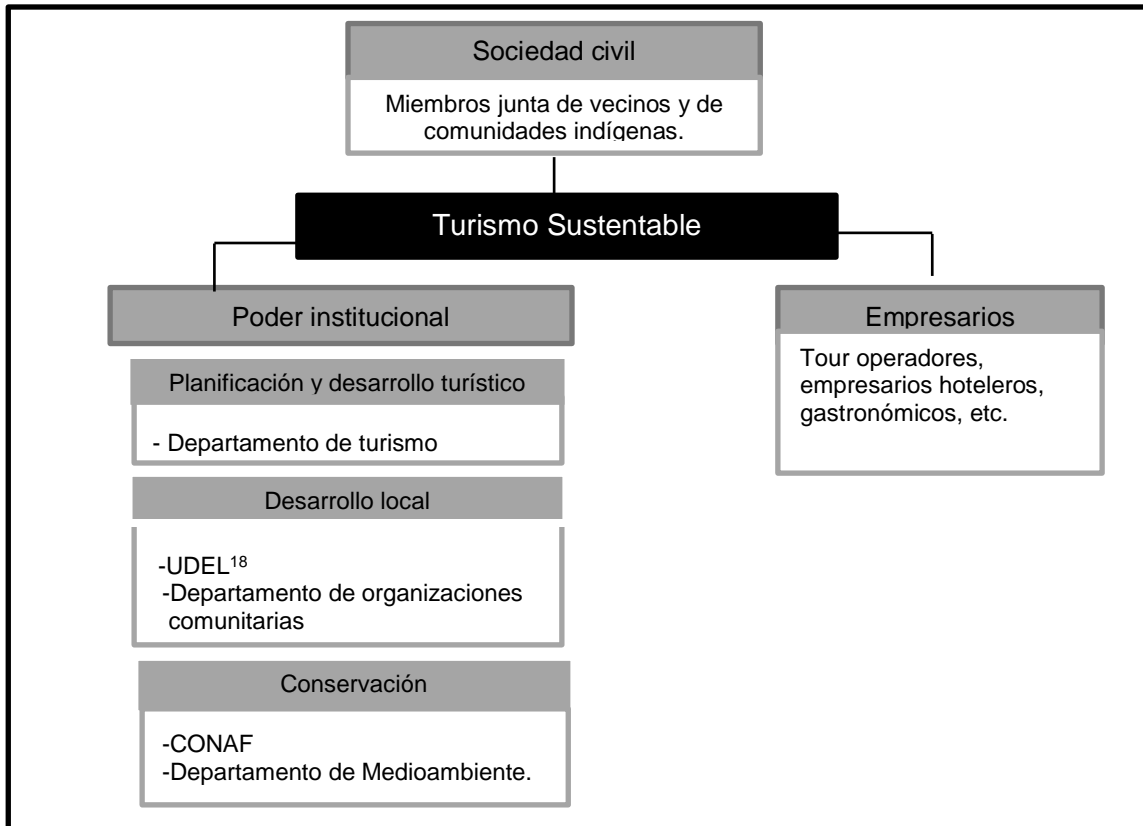 Sociedad civil
Miembros junta de vecinos y de
comunidades indígenas.
Turismo Sustentable
Poder institucional
Planificación y desarrollo turístico
- Departamento de turismo
Desarrollo local
-UDEL¹⁸
-Departamento de organizaciones
comunitarias
Conservación
-CONAF
-Departamento de Medioambiente.
Empresarios
Tour operadores,
empresarios hoteleros,
gastronómicos, etc.